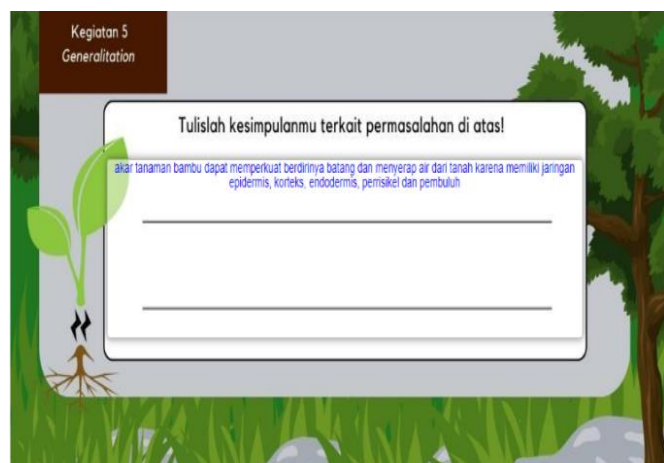 Kegiatan 5
Generalitation
Tulislah kesimpulanmu terkait permasalahan di atas!
akar tanaman bambu dapat memperkuat berdirinya batang dan menyerap air dari tanah karena memiliki jaringan
epidermis, korteks, endodermis, perrisikel dan pembuluh